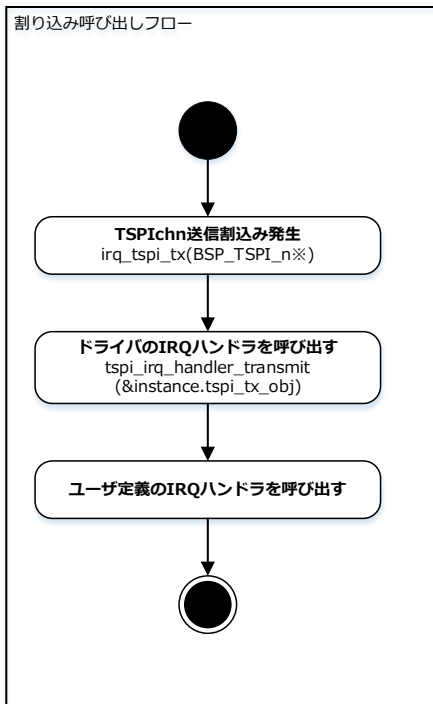 割り込み呼び出しフロー
TSPIchn送信割込み発生
irq_tspi_tx(BSP_TSPI_n※)
ドライバのIRQハンドラを呼び出す
tspi_irq_handler_transmit
(&instance.tspi_tx_obj)
ユーザ定義のIRQハンドラを呼び出す